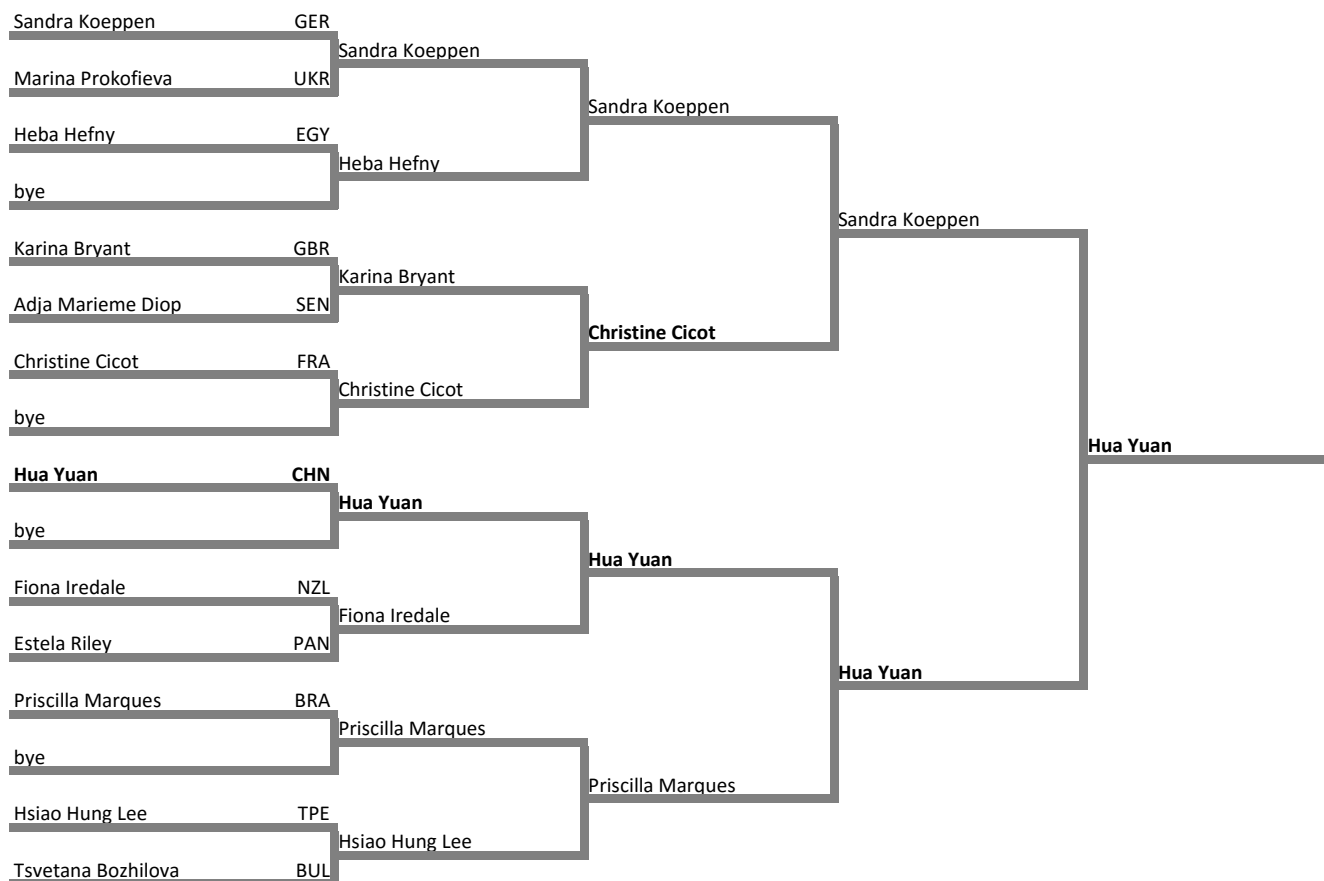 Sandra Koeppen GER
Sandra Koeppen
Marina Prokofieva UKR
Sandra Koeppen
Heba Hefny EGY
Heba Hefny
bye
Sandra Koeppen
Karina Bryant GBR
Karina Bryant
Adja Marieme Diop SEN
Christine Cicot
Christine Cicot FRA
Christine Cicot
bye
Hua Yuan
Hua Yuan CHN
Hua Yuan
bye
Hua Yuan
Fiona Iredale NZL
Fiona Iredale
Estela Riley PAN
Hua Yuan
Priscilla Marques BRA
Priscilla Marques
bye
Priscilla Marques
Hsiao Hung Lee TPE
Hsiao Hung Lee
Tsvetana Bozhilova BUL